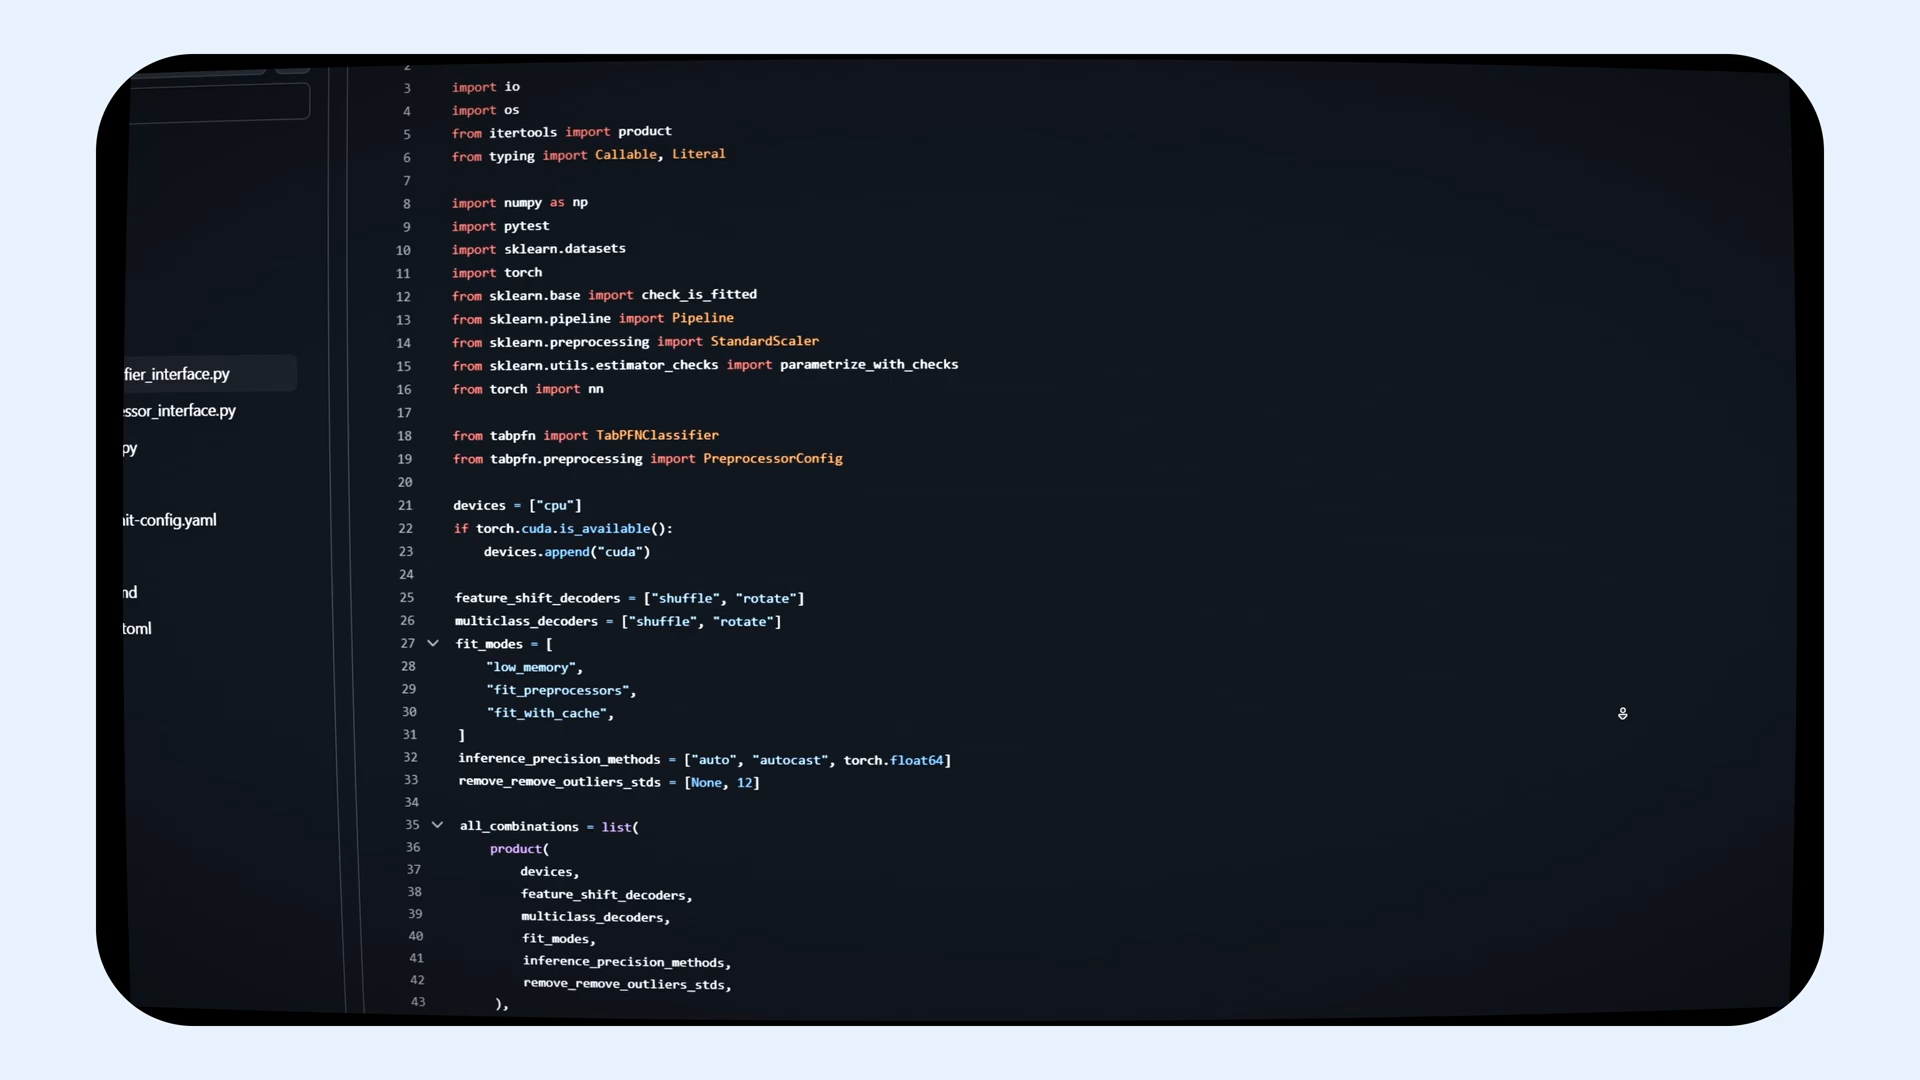 fier_interface.py
essor_interface.py
py
nit-config.yaml
md
toml
2
3 import io
4 import os
5 from itertools import product
6 from typing import Callable, Literal
7
8 import numpy as np
9 import pytest
10 import sklearn.datasets
11 import torch
12 from sklearn.base import check_is_fitted
13 from sklearn.pipeline import Pipeline
14 from sklearn.preprocessing import StandardScaler
15 from sklearn.utils.estimator_checks import parametrize_with_checks
16 from torch import nn
17
18 from tabpfn import TabPFNClassifier
19 from tabpfn.preprocessing import PreprocessorConfig
20
21 devices = ["cpu"]
22 if torch.cuda.is_available():
23     devices.append("cuda")
24
25 feature_shift_decoders = ["shuffle", "rotate"]
26 multiclass_decoders = ["shuffle", "rotate"]
27 fit_modes = [
28     "low_memory",
29     "fit_preprocessors",
30     "fit_with_cache",
31 ]
32 inference_precision_methods = ["auto", "autocast", torch.float64]
33 remove_remove_outliers_stds = [None, 12]
34
35 all_combinations = list(
36     product(
37         devices,
38         feature_shift_decoders,
39         multiclass_decoders,
40         fit_modes,
41         inference_precision_methods,
42         remove_remove_outliers_stds,
43     ),